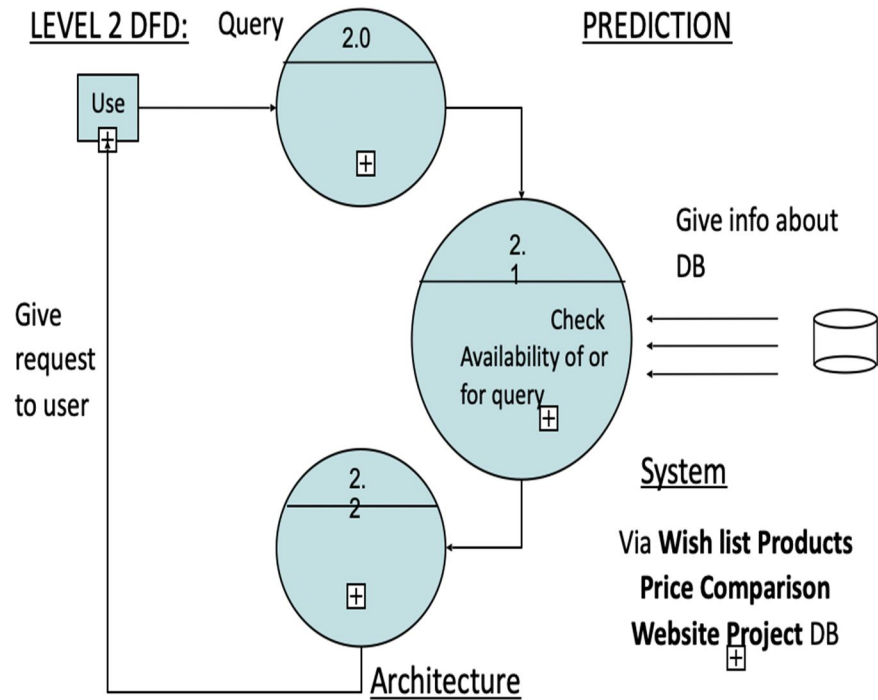 LEVEL 2 DFD:
Query
PREDICTION
2.0
Use
Give info about
DB
2.
1
Check
Availability of or
for query
Give
request
to user
2.
2
System
Via Wish list Products
Price Comparison
Website Project DB
Architecture